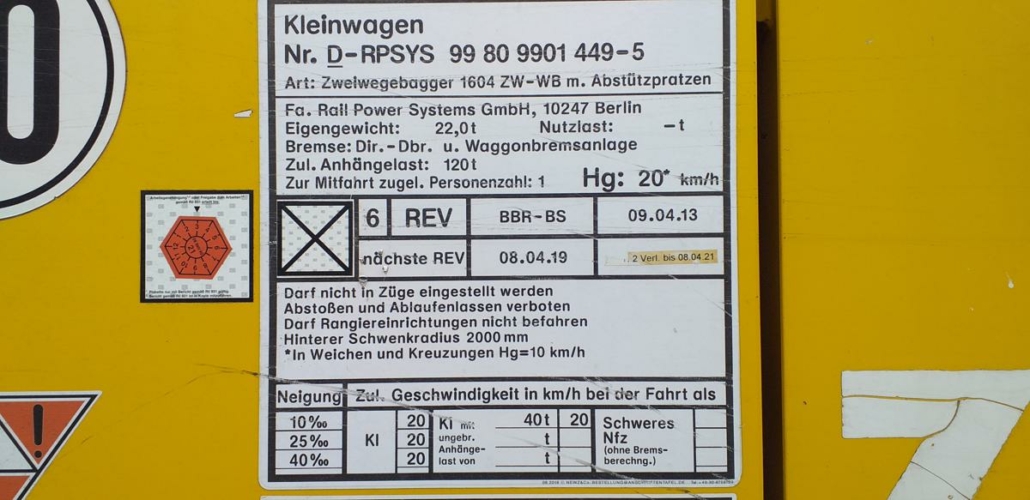 0
Kleinwagen
Nr. D-RPSYS 99 80 9901 449-5
Art: Zweiwegebagger 1604 ZW-WB m. Abstützpratzen
Fa. Rail Power Systems GmbH, 10247 Berlin
Eigengewicht: 22,0t Nutzlast: -t
Bremse: Dir.-Dbr. u. Waggonbremsanlage
Zul. Anhängelast: 120t
Zur Mitfahrt zugel. Personenzahl: 1 Hg: 20* km/h
6 REV BBR-BS 09.04.13
nächste REV 08.04.19 2 Verl. bis 08.04.21
Darf nicht in Züge eingestellt werden
Abstoßen und Ablaufenlassen verboten
Darf Rangiereinrichtungen nicht befahren
Hinterer Schwenkradius 2000 mm
*In Weichen und Kreuzungen Hg=10 km/h
Neigung Zul. Geschwindigkeit in km/h bei der Fahrt als
10‰ 20 Kl mit 40t 20 Schweres
25‰ Kl 20 ungebr. t Nfz
40‰ 20 Anhänge- t (ohne Brems-
last von berechng.)
!
7